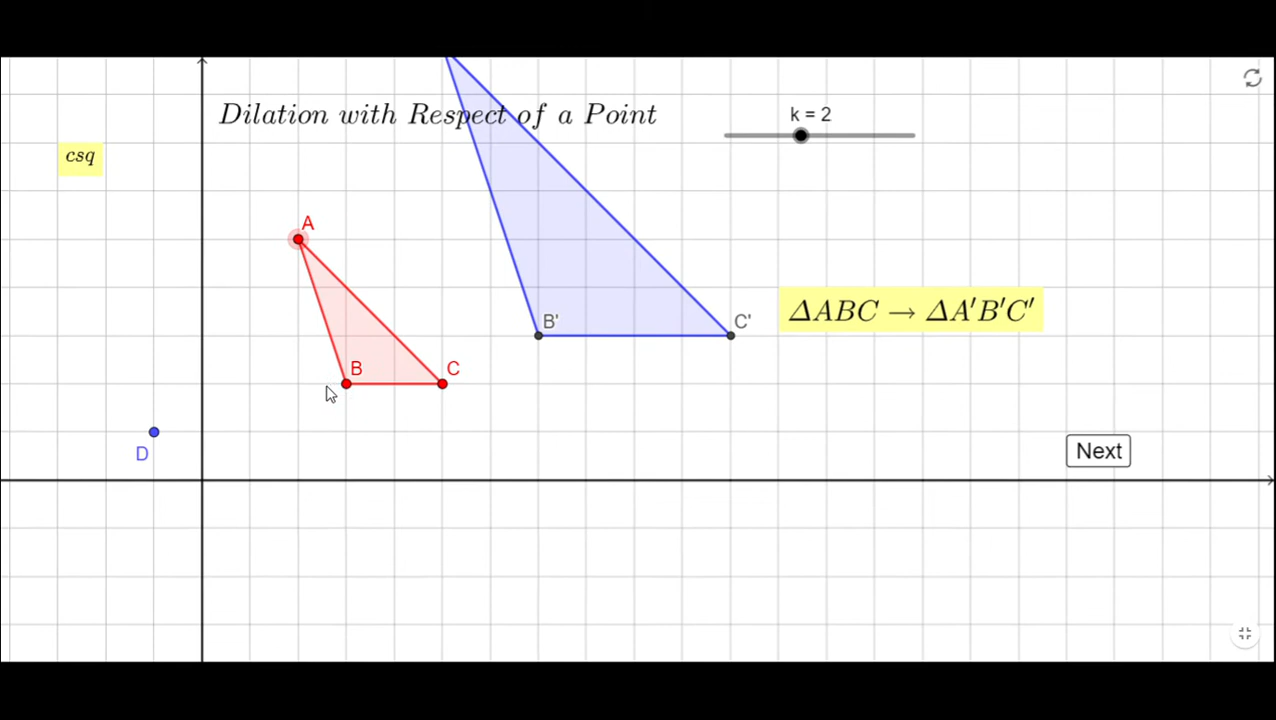 Dilation with Respect of a Point
k = 2
csq
A
B'
C'
ΔABC → ΔA'B'C'
B
C
D
Next